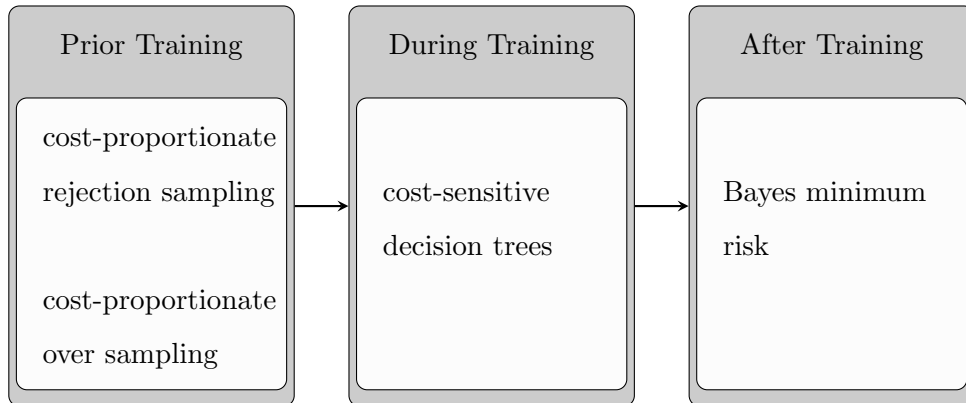 Prior Training
cost-proportionate
rejection sampling
cost-proportionate
over sampling
During Training
cost-sensitive
decision trees
After Training
Bayes minimum
risk